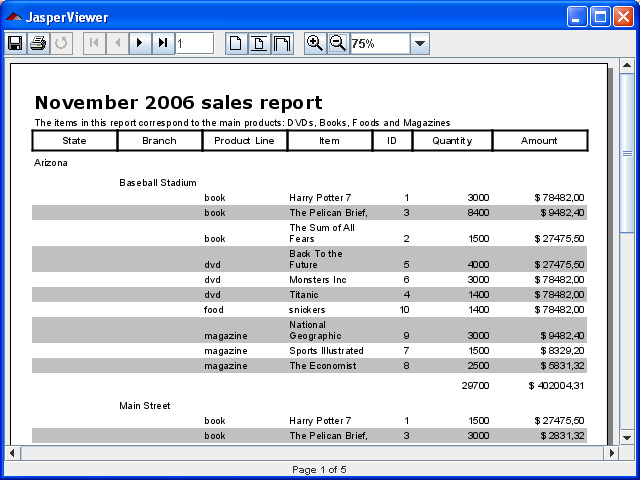 JasperViewer
1
75%
November 2006 sales report
The items in this report correspond to the main products: DVDs, Books, Foods and Magazines
State Branch Product Line Item ID Quantity Amount
Arizona
Baseball Stadium
book Harry Potter 7 1 3000 $ 78482,00
book The Pelican Brief, 3 8400 $ 9482,40
The Sum of All
book Fears 2 1500 $ 27475,50
Back To the
dvd Future 5 4000 $ 27475,50
dvd Monsters Inc 6 3000 $ 78482,00
dvd Titanic 4 1400 $ 78482,00
food snickers 10 1400 $ 78482,00
National
magazine Geographic 9 3000 $ 9482,40
magazine Sports Illustrated 7 1500 $ 8329,20
magazine The Economist 8 2500 $ 5831,32
29700 $ 402004,31
Main Street
book Harry Potter 7 1 1500 $ 27475,50
book The Pelican Brief, 3 3000 $ 2831,32
Page 1 of 5